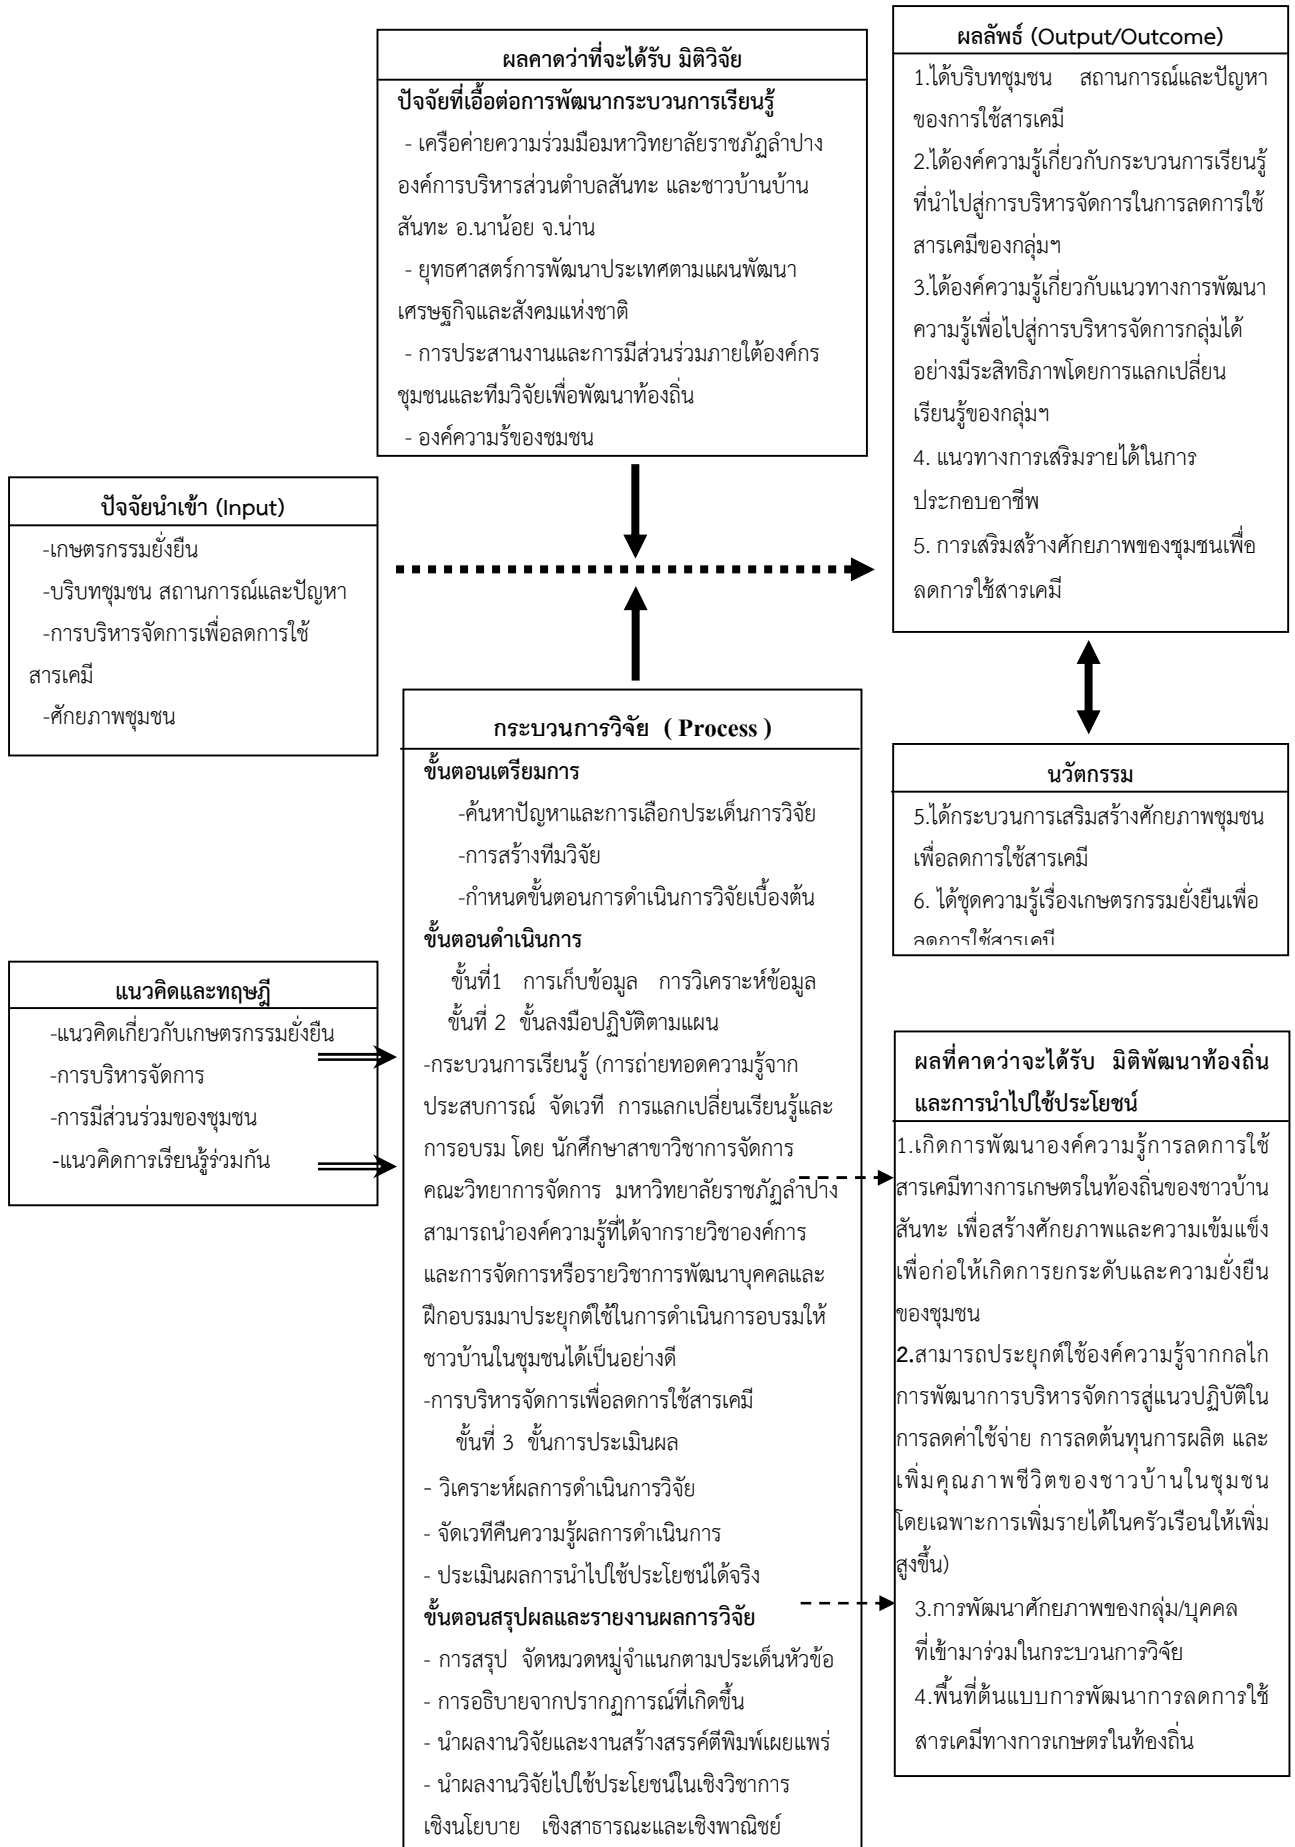 ผลคาดว่าที่จะได้รับ มิติวิจัย
ปัจจัยที่เอื้อต่อการพัฒนากระบวนการเรียนรู้
- เครือค่ายความร่วมมือมหาวิทยาลัยราชภัฏลำปาง
องค์การบริหารส่วนตำบลสันทะ และชาวบ้านบ้าน
สันทะ อ.นาน้อย จ.น่าน
- ยุทธศาสตร์การพัฒนาประเทศตามแผนพัฒนา
เศรษฐกิจและสังคมแห่งชาติ
- การประสานงานและการมีส่วนร่วมภายใต้องค์กร
ชุมชนและทีมวิจัยเพื่อพัฒนาท้องถิ่น
- องค์ความรู้ของชุมชน
ผลลัพธ์ (Output/Outcome)
1.ได้บริบทชุมชน สถานการณ์และปัญหา
ของการใช้สารเคมี
2.ได้องค์ความรู้เกี่ยวกับกระบวนการเรียนรู้
ที่นำไปสู่การบริหารจัดการในการลดการใช้
สารเคมีของกลุ่มฯ
3.ได้องค์ความรู้เกี่ยวกับแนวทางการพัฒนา
ความรู้เพื่อไปสู่การบริหารจัดการกลุ่มได้
อย่างมีระสิทธิภาพโดยการแลกเปลี่ยน
เรียนรู้ของกลุ่มฯ
4. แนวทางการเสริมรายได้ในการ
ประกอบอาชีพ
5. การเสริมสร้างศักยภาพของชุมชนเพื่อ
ลดการใช้สารเคมี
ปัจจัยนำเข้า (Input)
-เกษตรกรรมยั่งยืน
-บริบทชุมชน สถานการณ์และปัญหา
-การบริหารจัดการเพื่อลดการใช้
สารเคมี
-ศักยภาพชุมชน
กระบวนการวิจัย ( Process )
ขั้นตอนเตรียมการ
-ค้นหาปัญหาและการเลือกประเด็นการวิจัย
-การสร้างทีมวิจัย
-กำหนดขั้นตอนการดำเนินการวิจัยเบื้องต้น
ขั้นตอนดำเนินการ
ขั้นที่1 การเก็บข้อมูล การวิเคราะห์ข้อมูล
ขั้นที่ 2 ขั้นลงมือปฏิบัติตามแผน
-กระบวนการเรียนรู้ (การถ่ายทอดความรู้จาก
ประสบการณ์ จัดเวที การแลกเปลี่ยนเรียนรู้และ
การอบรม โดย นักศึกษาสาขาวิชาการจัดการ
คณะวิทยาการจัดการ มหาวิทยาลัยราชภัฏลำปาง
สามารถนำองค์ความรู้ที่ได้จากรายวิชาองค์การ
และการจัดการหรือรายวิชาการพัฒนาบุคคลและ
ฝึกอบรมมาประยุกต์ใช้ในการดำเนินการอบรมให้
ชาวบ้านในชุมชนได้เป็นอย่างดี
-การบริหารจัดการเพื่อลดการใช้สารเคมี
ขั้นที่ 3 ขั้นการประเมินผล
- วิเคราะห์ผลการดำเนินการวิจัย
- จัดเวทีคืนความรู้ผลการดำเนินการ
- ประเมินผลการนำไปใช้ประโยชน์ได้จริง
ขั้นตอนสรุปผลและรายงานผลการวิจัย
- การสรุป จัดหมวดหมู่จำแนกตามประเด็นหัวข้อ
- การอธิบายจากปรากฏการณ์ที่เกิดขึ้น
- นำผลงานวิจัยและงานสร้างสรรค์ตีพิมพ์เผยแพร่
- นำผลงานวิจัยไปใช้ประโยชน์ในเชิงวิชาการ
เชิงนโยบาย เชิงสาธารณะและเชิงพาณิชย์
นวัตกรรม
5.ได้กระบวนการเสริมสร้างศักยภาพชุมชน
เพื่อลดการใช้สารเคมี
6. ได้ชุดความรู้เรื่องเกษตรกรรมยั่งยืนเพื่อ
ลดการใช้สารเคมี
แนวคิดและทฤษฎี
-แนวคิดเกี่ยวกับเกษตรกรรมยั่งยืน
-การบริหารจัดการ
-การมีส่วนร่วมของชุมชน
-แนวคิดการเรียนรู้ร่วมกัน
ผลที่คาดว่าจะได้รับ มิติพัฒนาท้องถิ่น
และการนำไปใช้ประโยชน์
1.เกิดการพัฒนาองค์ความรู้การลดการใช้
สารเคมีทางการเกษตรในท้องถิ่นของชาวบ้าน
สันทะ เพื่อสร้างศักยภาพและความเข้มแข็ง
เพื่อก่อให้เกิดการยกระดับและความยั่งยืน
ของชุมชน
2.สามารถประยุกต์ใช้องค์ความรู้จากกลไก
การพัฒนาการบริหารจัดการสู่แนวปฏิบัติใน
การลดค่าใช้จ่าย การลดต้นทุนการผลิต และ
เพิ่มคุณภาพชีวิตของชาวบ้านในชุมชน
โดยเฉพาะการเพิ่มรายได้ในครัวเรือนให้เพิ่ม
สูงขึ้น)
3.การพัฒนาศักยภาพของกลุ่ม/บุคคล
ที่เข้ามาร่วมในกระบวนการวิจัย
4.พื้นที่ต้นแบบการพัฒนาการลดการใช้
สารเคมีทางการเกษตรในท้องถิ่น